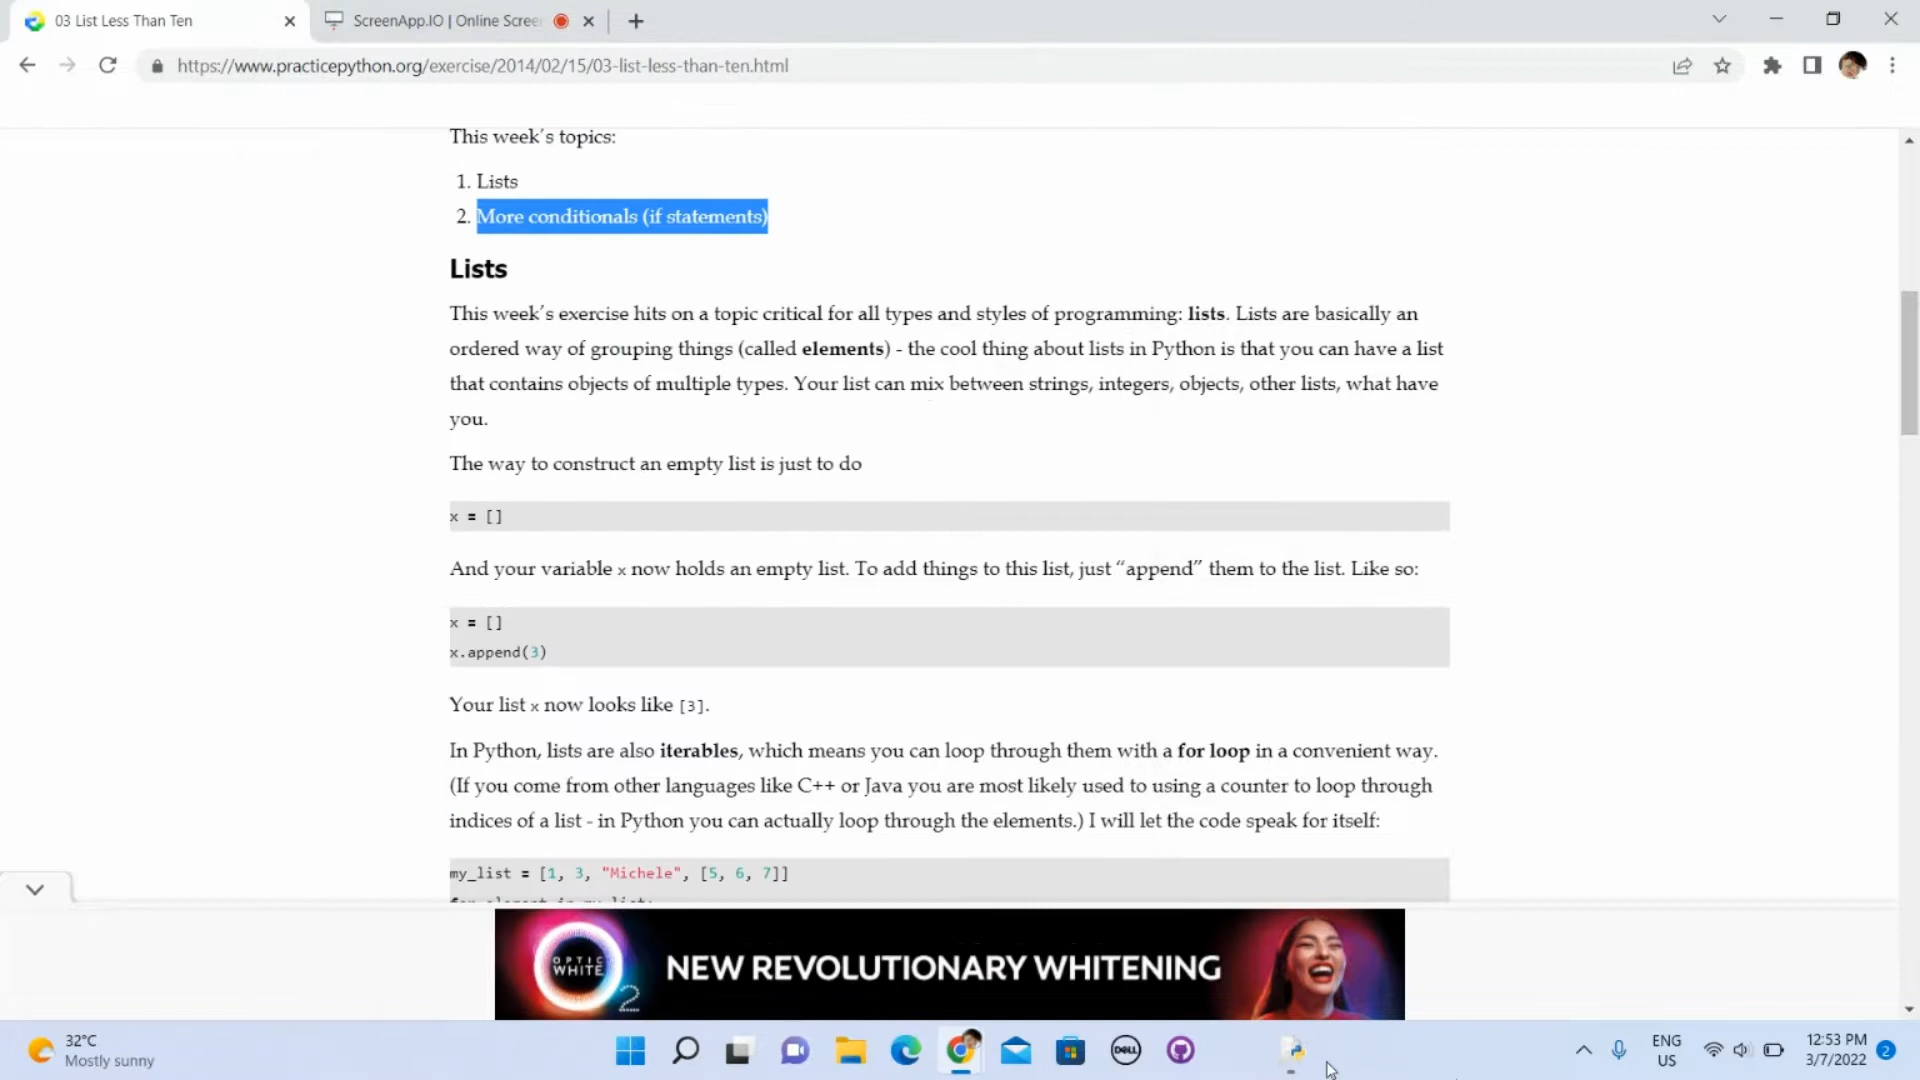 03 List Less Than Ten
ScreenApp.IO | Online Scree
https://www.practicepython.org/exercise/2014/02/15/03-list-less-than-ten.html
This week's topics:
1. Lists
2. More conditionals (if statements)
Lists
This week's exercise hits on a topic critical for all types and styles of programming: lists. Lists are basically an
ordered way of grouping things (called elements) - the cool thing about lists in Python is that you can have a list
that contains objects of multiple types. Your list can mix between strings, integers, objects, other lists, what have
you.
The way to construct an empty list is just to do
x = []
And your variable x now holds an empty list. To add things to this list, just “append” them to the list. Like so:
x = []
x.append(3)
Your list x now looks like [3].
In Python, lists are also iterables, which means you can loop through them with a for loop in a convenient way.
(If you come from other languages like C++ or Java you are most likely used to using a counter to loop through
indices of a list - in Python you can actually loop through the elements.) I will let the code speak for itself:
my_list = [1, 3, "Michele", [5, 6, 7]]
for element in my_list:
OPTIC
WHITE
O2
NEW REVOLUTIONARY WHITENING
32°C
Mostly sunny
DELL
ENG
US
12:53 PM
3/7/2022
2